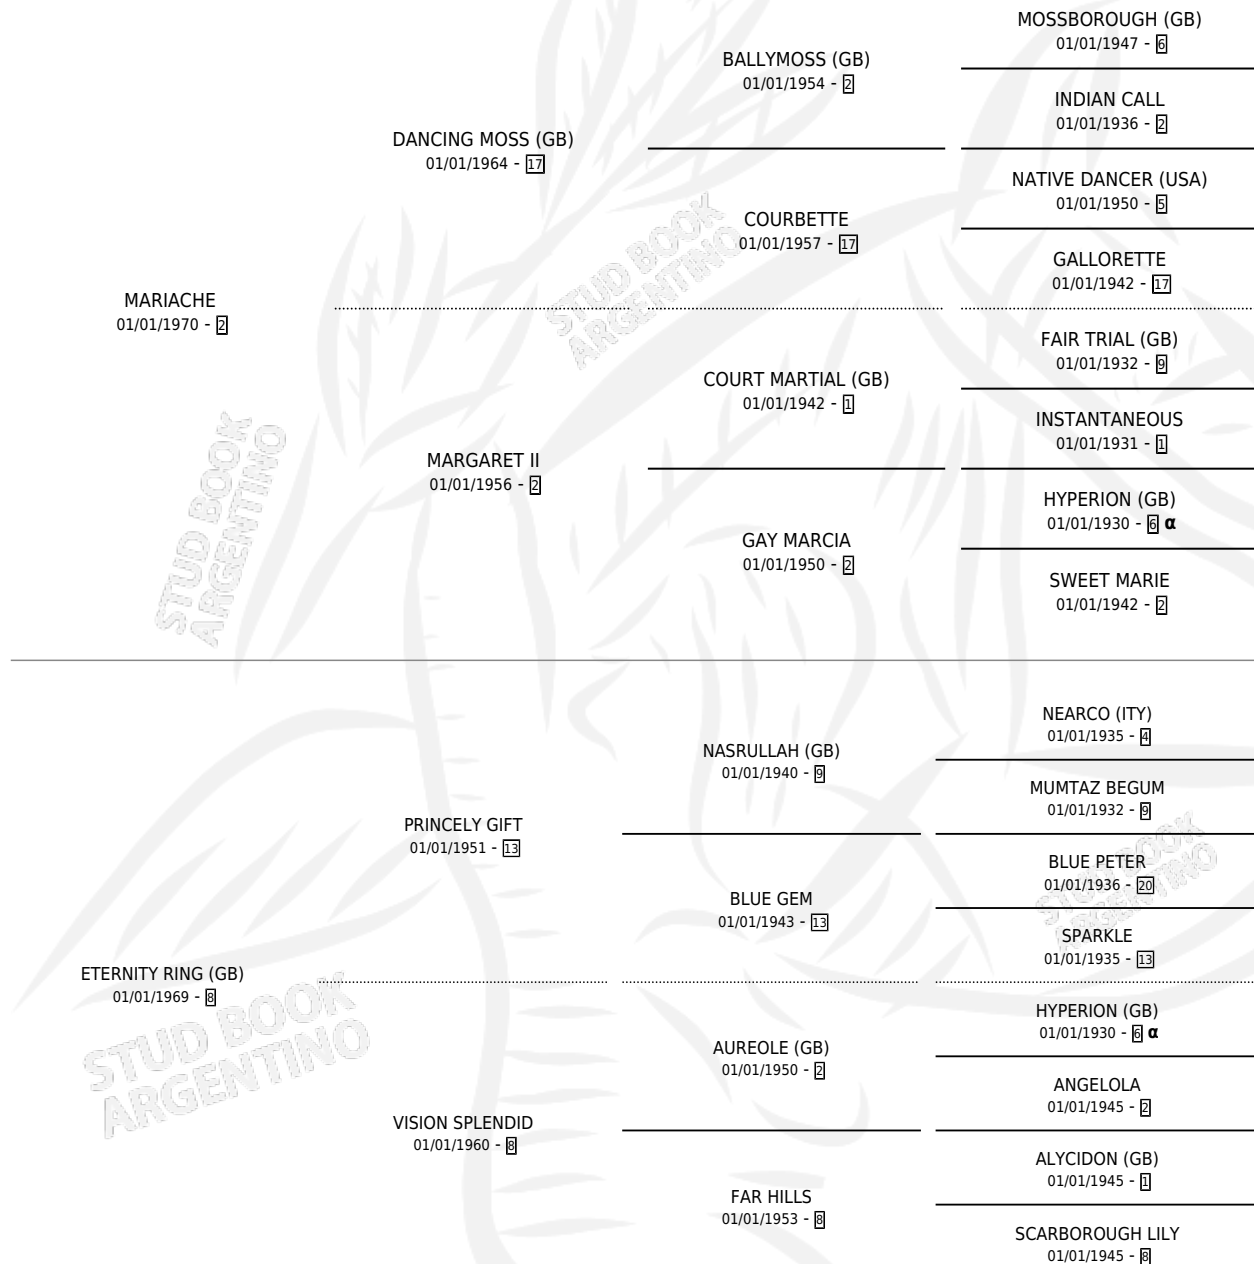 MOSSBOROUGH (GB)
01/01/1947 - 6
BALLYMOSS (GB)
01/01/1954 - 2
INDIAN CALL
01/01/1936 - 2
DANCING MOSS (GB)
01/01/1964 - 17
NATIVE DANCER (USA)
01/01/1950 - 5
COURBETTE
01/01/1957 - 17
GALLORETTE
01/01/1942 - 17
MARIACHE
01/01/1970 - 2
FAIR TRIAL (GB)
01/01/1932 - 9
COURT MARTIAL (GB)
01/01/1942 - 1
INSTANTANEOUS
01/01/1931 - 1
MARGARET II
01/01/1956 - 2
HYPERION (GB)
01/01/1930 - 6 α
GAY MARCIA
01/01/1950 - 2
SWEET MARIE
01/01/1942 - 2
STUD BOOK
ARGENTINO
STUD BOOK
ARGENTINO
NEARCO (ITY)
01/01/1935 - 4
NASRULLAH (GB)
01/01/1940 - 9
MUMTAZ BEGUM
01/01/1932 - 9
PRINCELY GIFT
01/01/1951 - 13
BLUE PETER
01/01/1936 - 20
BLUE GEM
01/01/1943 - 13
SPARKLE
01/01/1935 - 13
ETERNITY RING (GB)
01/01/1969 - 8
HYPERION (GB)
01/01/1930 - 6 α
AUREOLE (GB)
01/01/1950 - 2
ANGELOLA
01/01/1945 - 2
VISION SPLENDID
01/01/1960 - 8
ALYCIDON (GB)
01/01/1945 - 1
FAR HILLS
01/01/1953 - 8
SCARBOROUGH LILY
01/01/1945 - 8
STUD BOOK
ARGENTINO
STUD BOOK
ARGENTINO